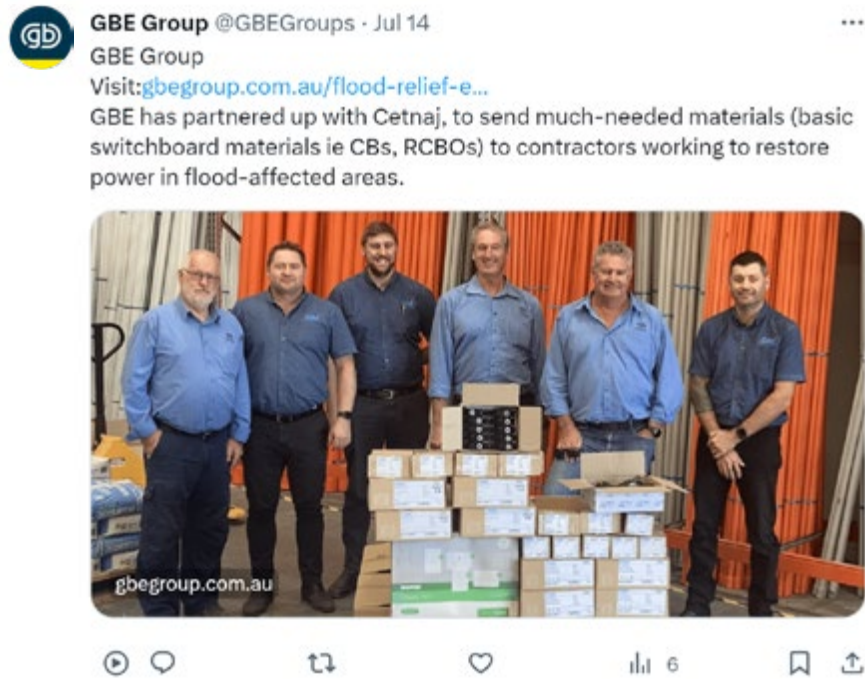 gb
GBE Group @GBEGroups · Jul 14
GBE Group
Visit:gbegroup.com.au/flood-relief-e...
GBE has partnered up with Cetnaj, to send much-needed materials (basic
switchboard materials ie CBs, RCBOs) to contractors working to restore
power in flood-affected areas.
gbegroup.com.au
6